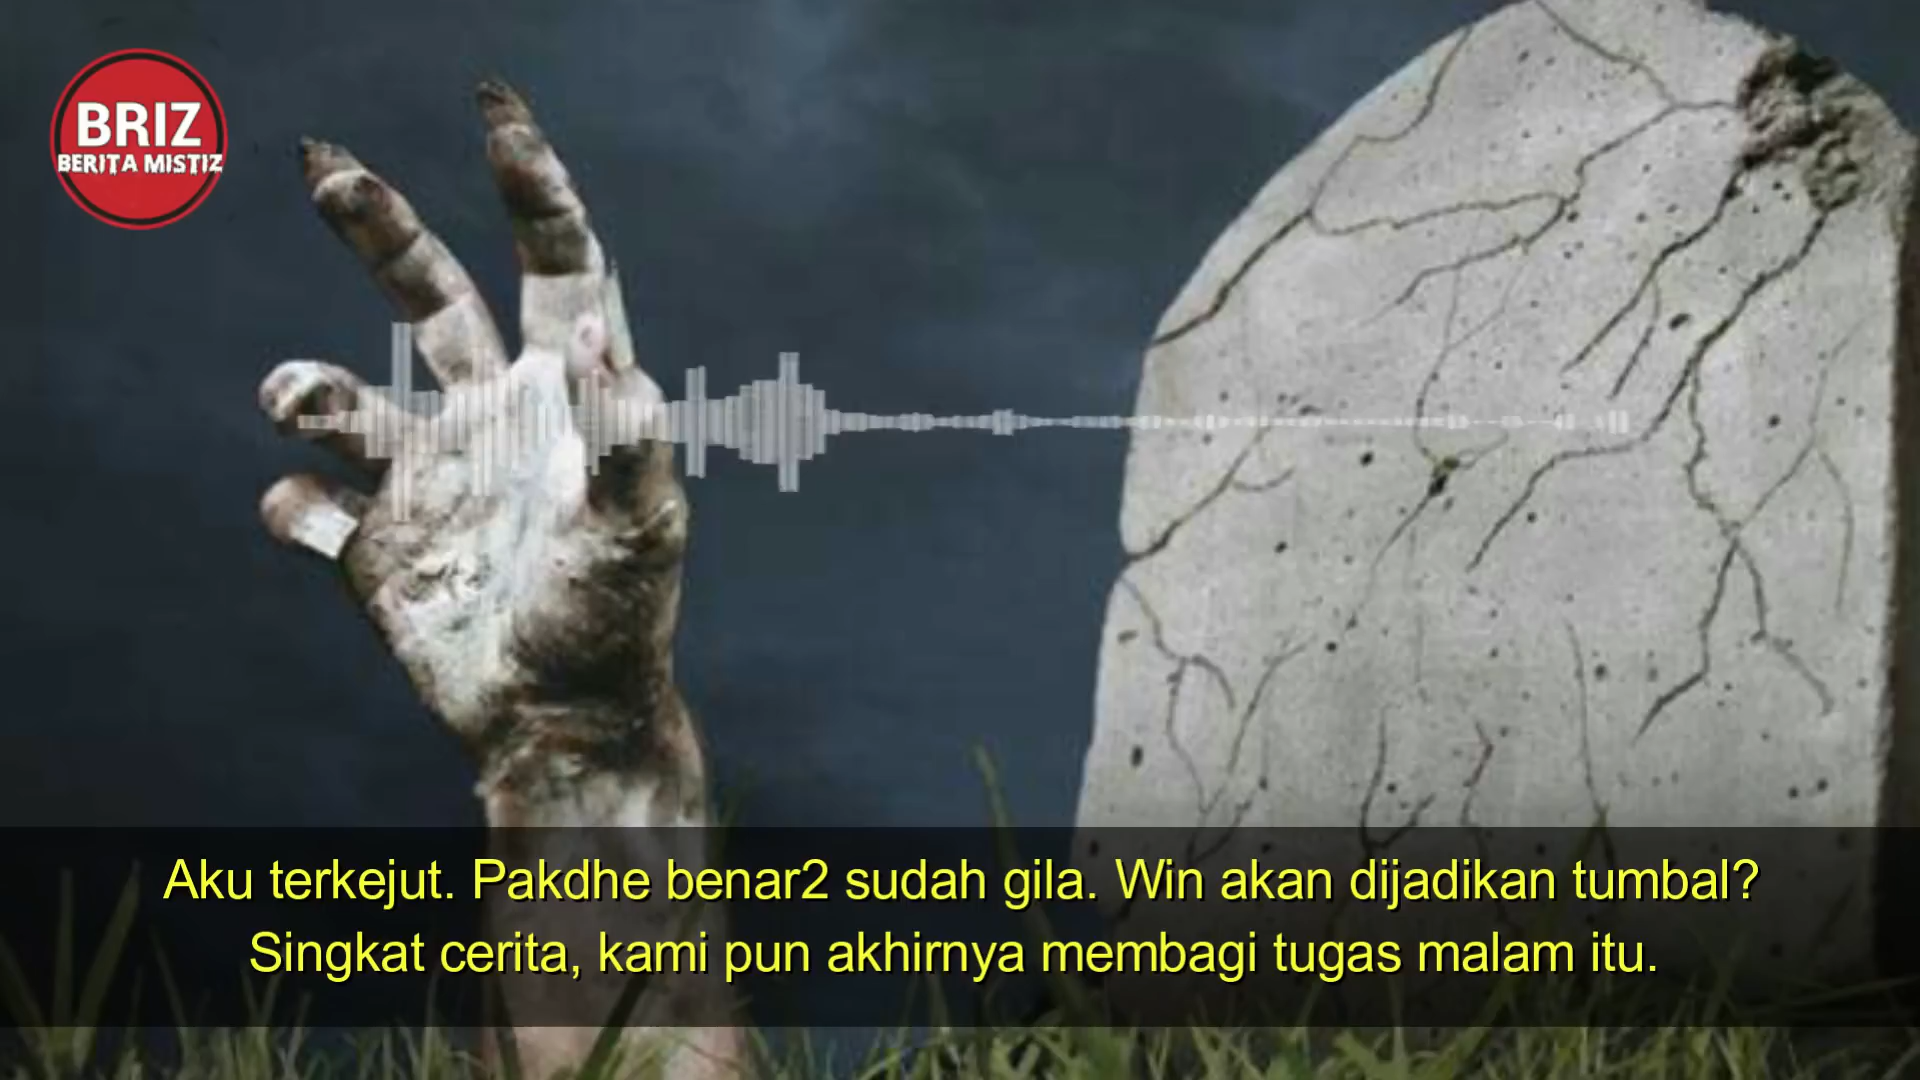 BRIZ
BERITA MISTIZ
Aku terkejut. Pakdhe benar2 sudah gila. Win akan dijadikan tumbal?
Singkat cerita, kami pun akhirnya membagi tugas malam itu.